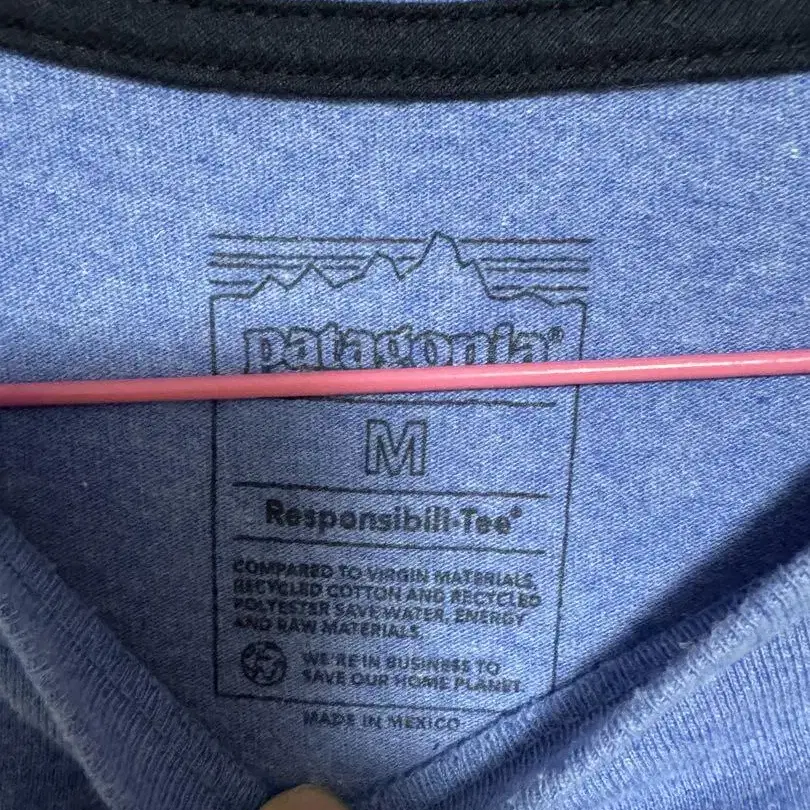 patagonia®
M
Responsibili-Tee®
COMPARED TO VIRGIN MATERIALS,
RECYCLED COTTON AND RECYCLED
POLYESTER SAVE WATER, ENERGY
AND RAW MATERIALS.
WE'RE IN BUSINESS TO
SAVE OUR HOME PLANET.
MADE IN MEXICO